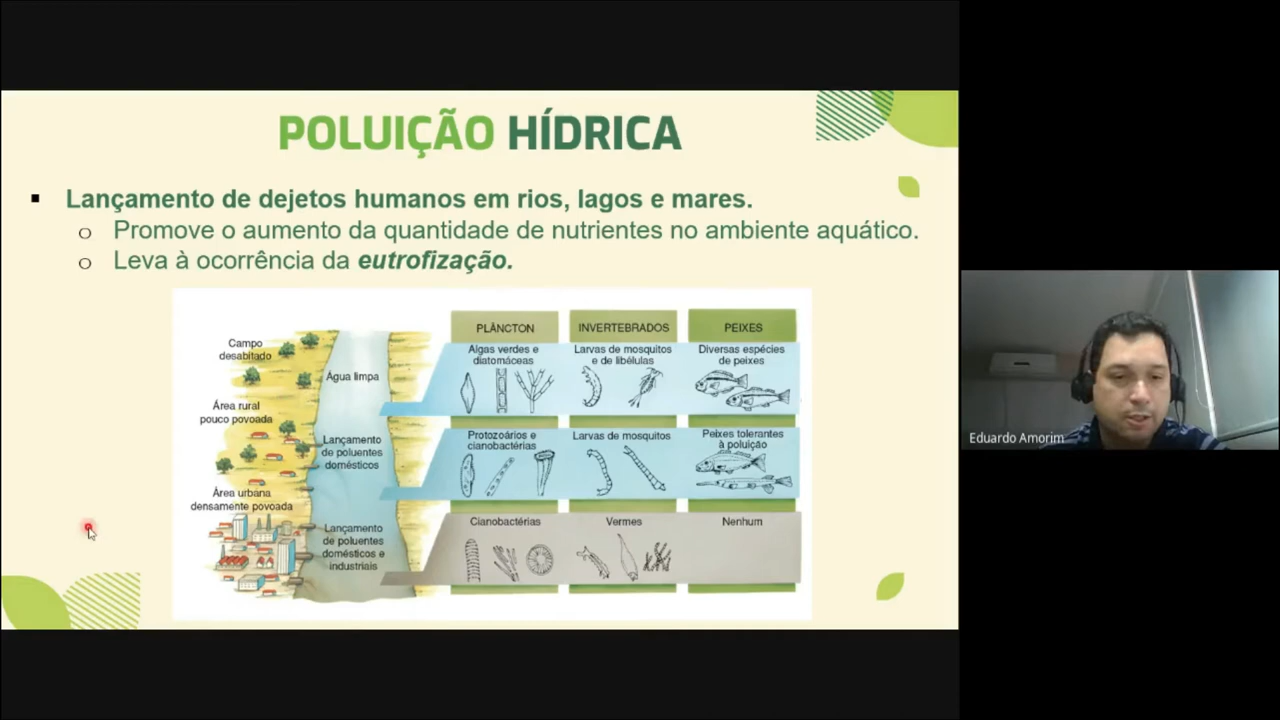 POLUIÇÃO HÍDRICA
▪ Lançamento de dejetos humanos em rios, lagos e mares.
o Promove o aumento da quantidade de nutrientes no ambiente aquático.
o Leva à ocorrência da eutrofização.
PLÂNCTON
INVERTEBRADOS
PEIXES
Campo
desabitado
Água limpa
Algas verdes e
diatomáceas
Larvas de mosquitos
e de libélulas
Diversas espécies
de peixes
Área rural
pouco povoada
Lançamento
de poluentes
domésticos
Protozoários e
cianobactérias
Larvas de mosquitos
Peixes tolerantes
à poluição
Área urbana
densamente povoada
Lançamento
de poluentes
domésticos e
industriais
Cianobactérias
Vermes
Nenhum
Eduardo Amorim